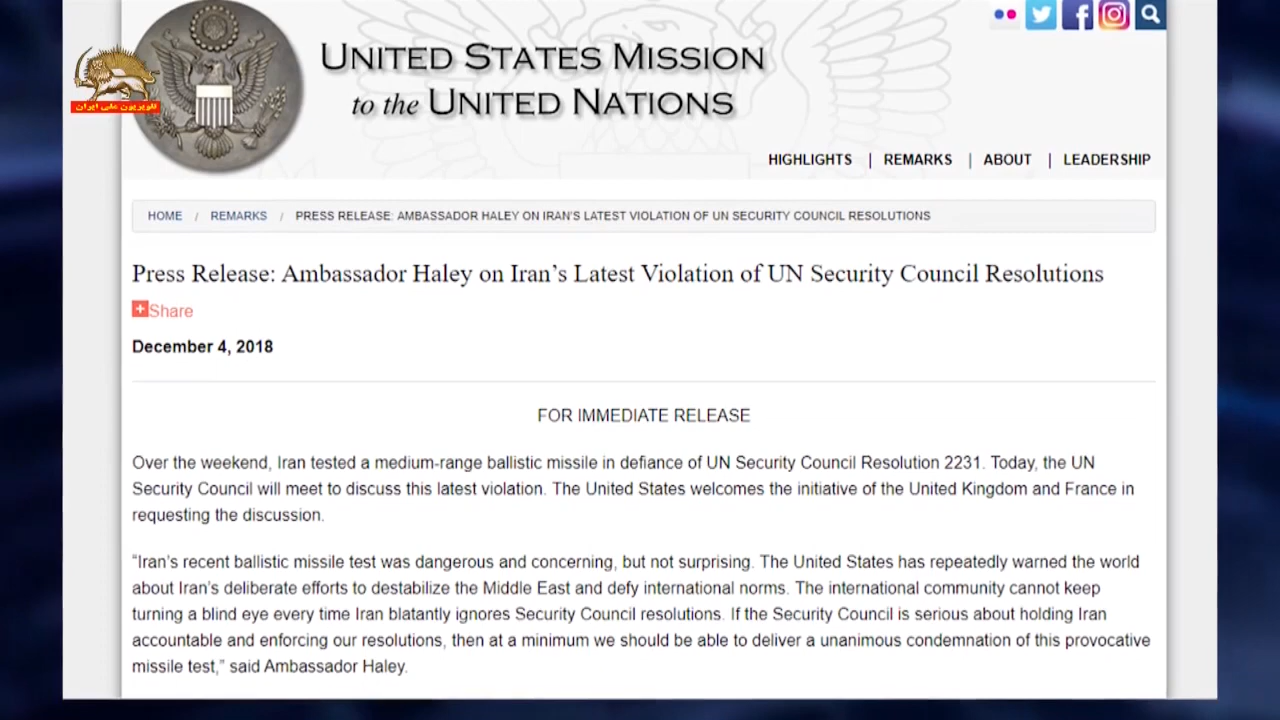 UNITED STATES MISSION
to the UNITED NATIONS
تلویزیون ملی ایران
HIGHLIGHTS | REMARKS | ABOUT | LEADERSHIP
HOME / REMARKS / PRESS RELEASE: AMBASSADOR HALEY ON IRAN'S LATEST VIOLATION OF UN SECURITY COUNCIL RESOLUTIONS
Press Release: Ambassador Haley on Iran’s Latest Violation of UN Security Council Resolutions
Share
December 4, 2018
FOR IMMEDIATE RELEASE
Over the weekend, Iran tested a medium-range ballistic missile in defiance of UN Security Council Resolution 2231. Today, the UN
Security Council will meet to discuss this latest violation. The United States welcomes the initiative of the United Kingdom and France in
requesting the discussion.
“Iran’s recent ballistic missile test was dangerous and concerning, but not surprising. The United States has repeatedly warned the world
about Iran’s deliberate efforts to destabilize the Middle East and defy international norms. The international community cannot keep
turning a blind eye every time Iran blatantly ignores Security Council resolutions. If the Security Council is serious about holding Iran
accountable and enforcing our resolutions, then at a minimum we should be able to deliver a unanimous condemnation of this provocative
missile test,” said Ambassador Haley.